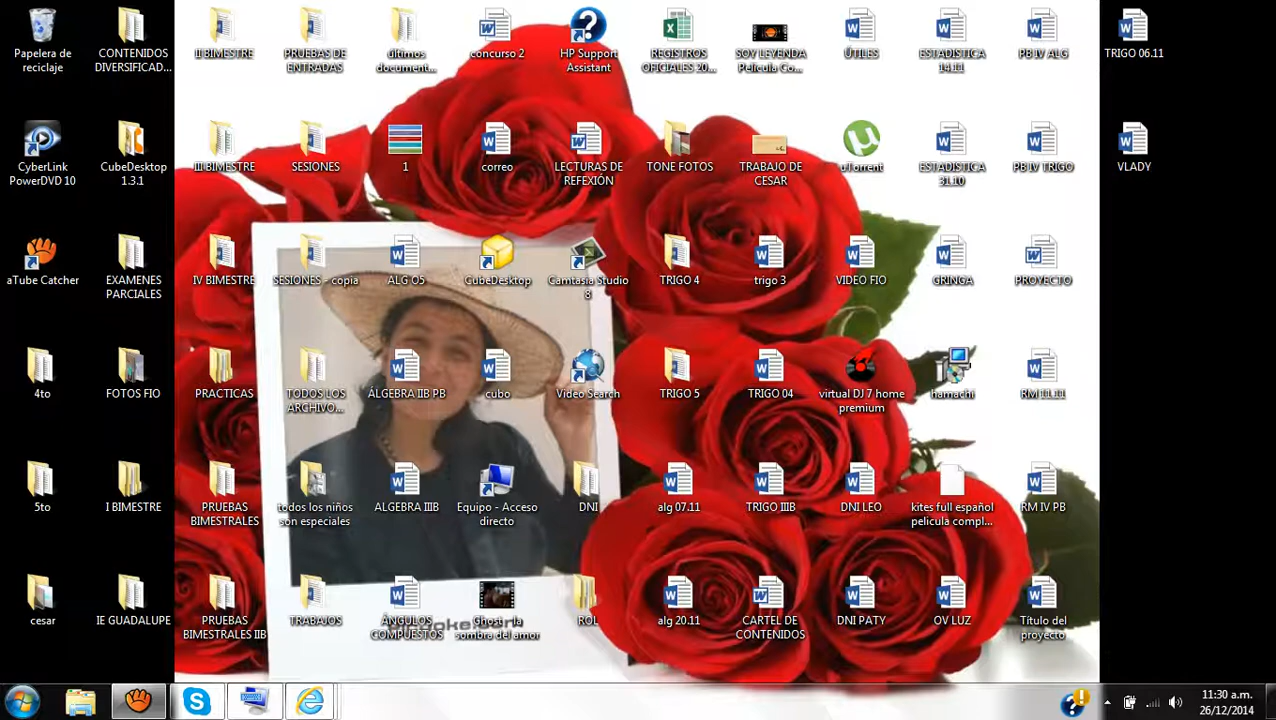 Papelera de
reciclaje
CONTENIDOS
DIVERSIFICAD...
II BIMESTRE
PRUEBAS DE
ENTRADAS
últimos
document...
concurso 2
HP Support
Assistant
REGISTROS
OFICIALES 20...
SOY LEYENDA
Película Co...
ÚTILES
ESTADISTICA
14.11
PB IV ALG
TRIGO 06.11
CyberLink
PowerDVD 10
CubeDesktop
1.3.1
III BIMESTRE
SESIONES
1
correo
LECTURAS DE
REFEXIÓN
TONE FOTOS
TRABAJO DE
CESAR
uTorrent
ESTADISTICA
31.10
PB IV TRIGO
VLADY
aTube Catcher
EXAMENES
PARCIALES
IV BIMESTRE
SESIONES - copia
ALG O5
CubeDesktop
Camtasia Studio
8
TRIGO 4
trigo 3
VIDEO FIO
GRINGA
PROYECTO
4to
FOTOS FIO
PRACTICAS
TODOS LOS
ARCHIVO...
ÁLGEBRA IIB PB
cubo
Video Search
TRIGO 5
TRIGO 04
virtual DJ 7 home
premium
hamachi
RM 11.11
5to
I BIMESTRE
PRUEBAS
BIMESTRALES
todos los niños
son especiales
ALGEBRA IIIB
Equipo - Acceso
directo
DNI
alg 07.11
TRIGO IIIB
DNI LEO
kites full español
pelicula compl...
RM IV PB
cesar
IE GUADALUPE
PRUEBAS
BIMESTRALES IIB
TRABAJOS
ÁNGULOS
COMPUESTOS
Ghost - la
sombra del amor
ROL
alg 20.11
CARTEL DE
CONTENIDOS
DNI PATY
OV LUZ
Título del
proyecto
11:30 a.m.
26/12/2014